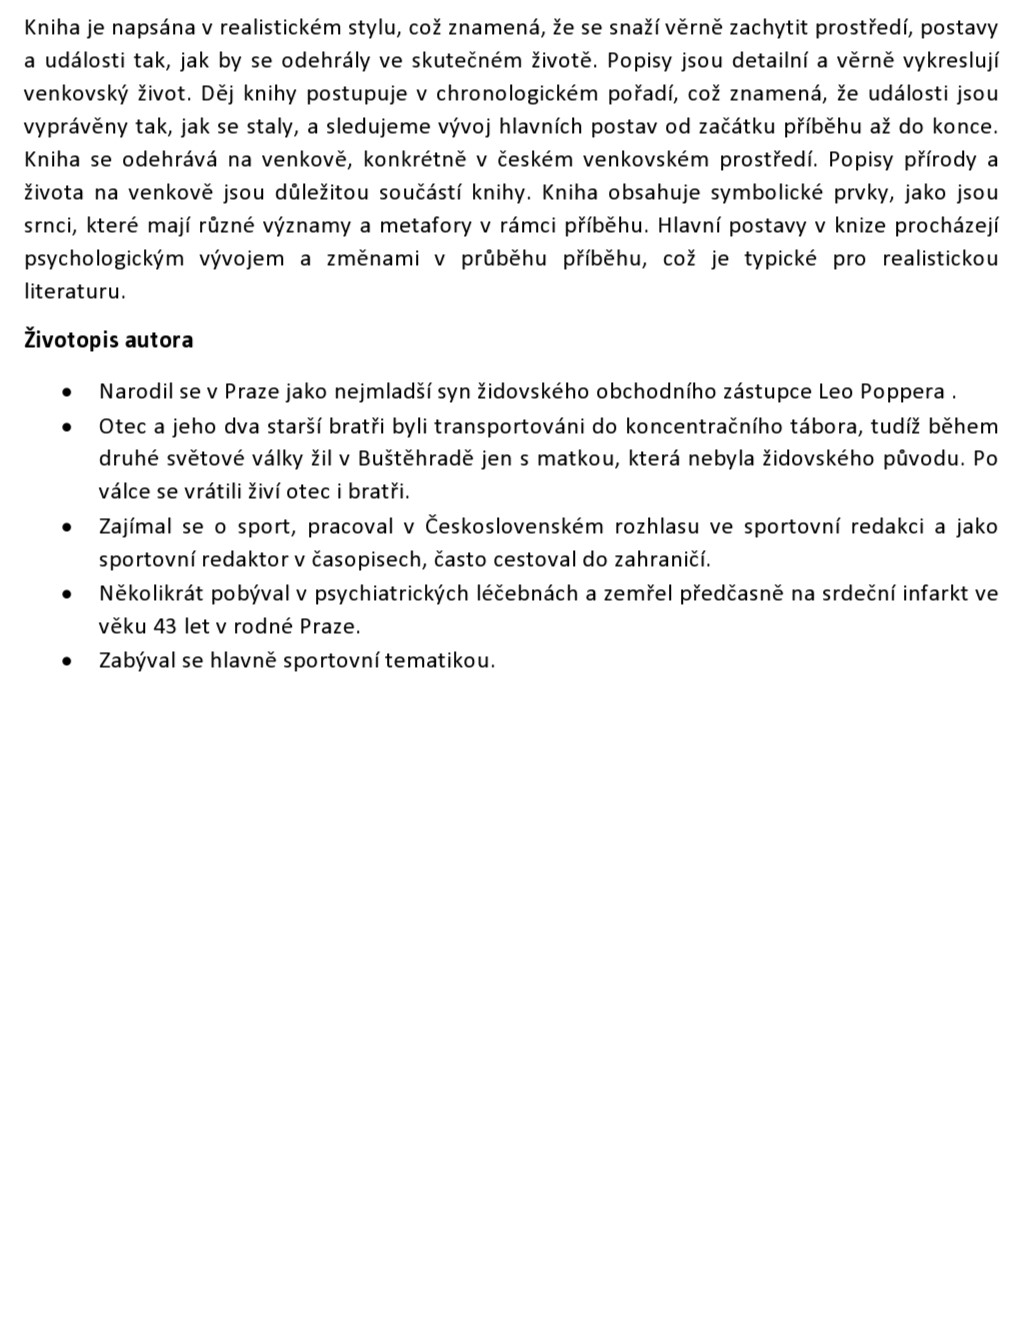 Kniha je napsána v realistickém stylu, což znamená, že se snaží věrně zachytit prostředí, postavy
a události tak, jak by se odehrály ve skutečném životě. Popisy jsou detailní a věrně vykreslují
venkovský život. Děj knihy postupuje v chronologickém pořadí, což znamená, že události jsou
vyprávěny tak, jak se staly, a sledujeme vývoj hlavních postav od začátku příběhu až do konce.
Kniha se odehrává na venkově, konkrétně v českém venkovském prostředí. Popisy přírody a
života na venkově jsou důležitou součástí knihy. Kniha obsahuje symbolické prvky, jako jsou
srnci, které mají různé významy a metafory v rámci příběhu. Hlavní postavy v knize procházejí
psychologickým vývojem a změnami v průběhu příběhu, což je typické pro realistickou
literaturu.
Životopis autora
• Narodil se v Praze jako nejmladší syn židovského obchodního zástupce Leo Poppera .
• Otec a jeho dva starší bratři byli transportováni do koncentračního tábora, tudíž během
druhé světové války žil v Buštěhradě jen s matkou, která nebyla židovského původu. Po
válce se vrátili živí otec i bratři.
• Zajímal se o sport, pracoval v Československém rozhlasu ve sportovní redakci a jako
sportovní redaktor v časopisech, často cestoval do zahraničí.
• Několikrát pobýval v psychiatrických léčebnách a zemřel předčasně na srdeční infarkt ve
věku 43 let v rodné Praze.
• Zabýval se hlavně sportovní tematikou.